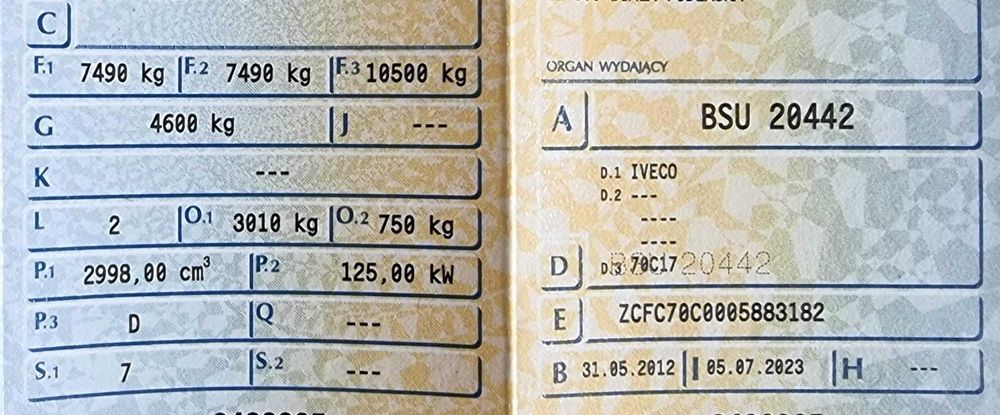 C
F.1 7490 kg F.2 7490 kg F.3 10500 kg
G 4600 kg J ---
K ---
L 2 O.1 3010 kg O.2 750 kg
P.1 2998,00 cm³ P.2 125,00 kW
P.3 D Q ---
S.1 7 S.2 ---
ORGAN WYDAJĄCY
A BSU 20442
D.1 IVECO
D.2 ---
----
----
D D.3 70C17
20442
E ZCFC70C0005883182
B 31.05.2012 I 05.07.2023 H ---